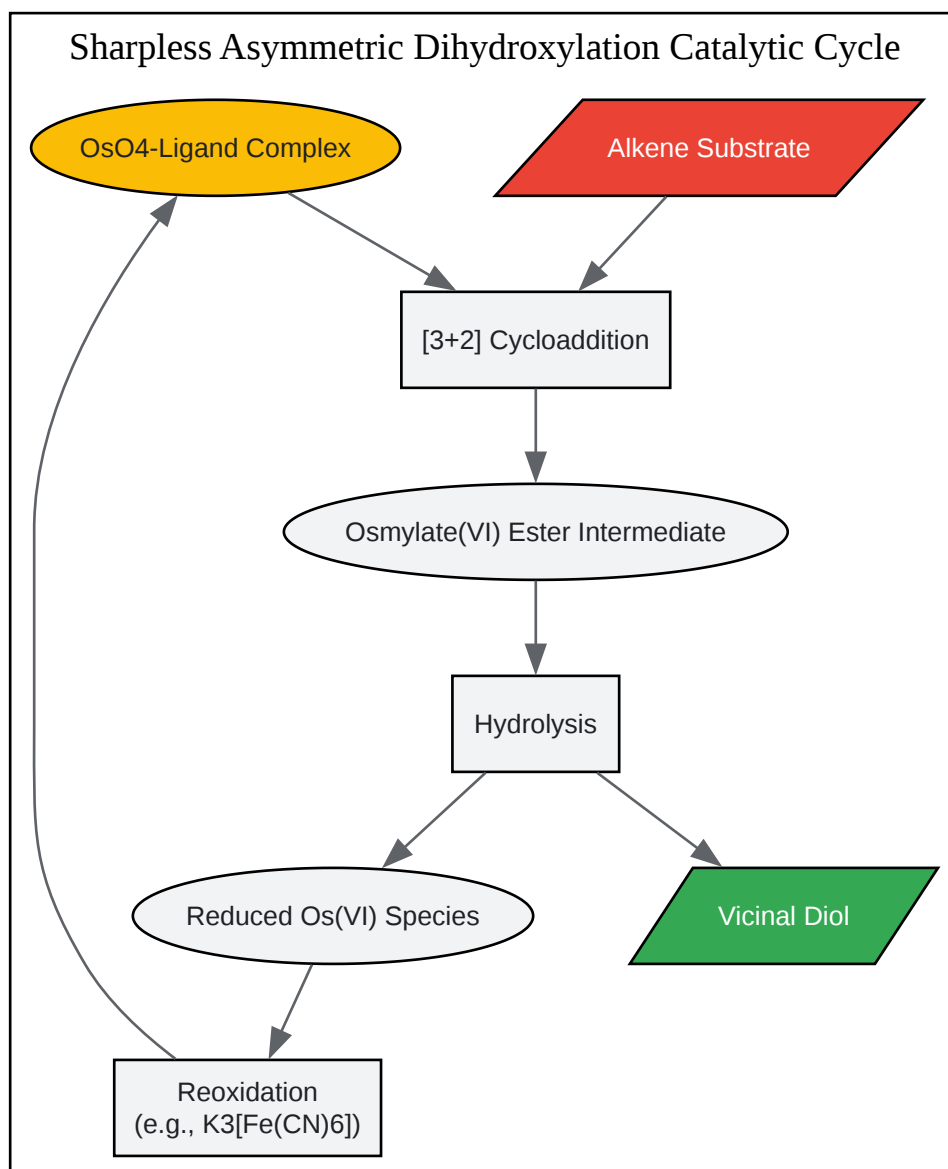 Sharpless Asymmetric Dihydroxylation Catalytic Cycle
OsO4-Ligand Complex
Alkene Substrate
[3+2] Cycloaddition
Osmylate(VI) Ester Intermediate
Hydrolysis
Reduced Os(VI) Species
Vicinal Diol
Reoxidation
(e.g., K3[Fe(CN)6])